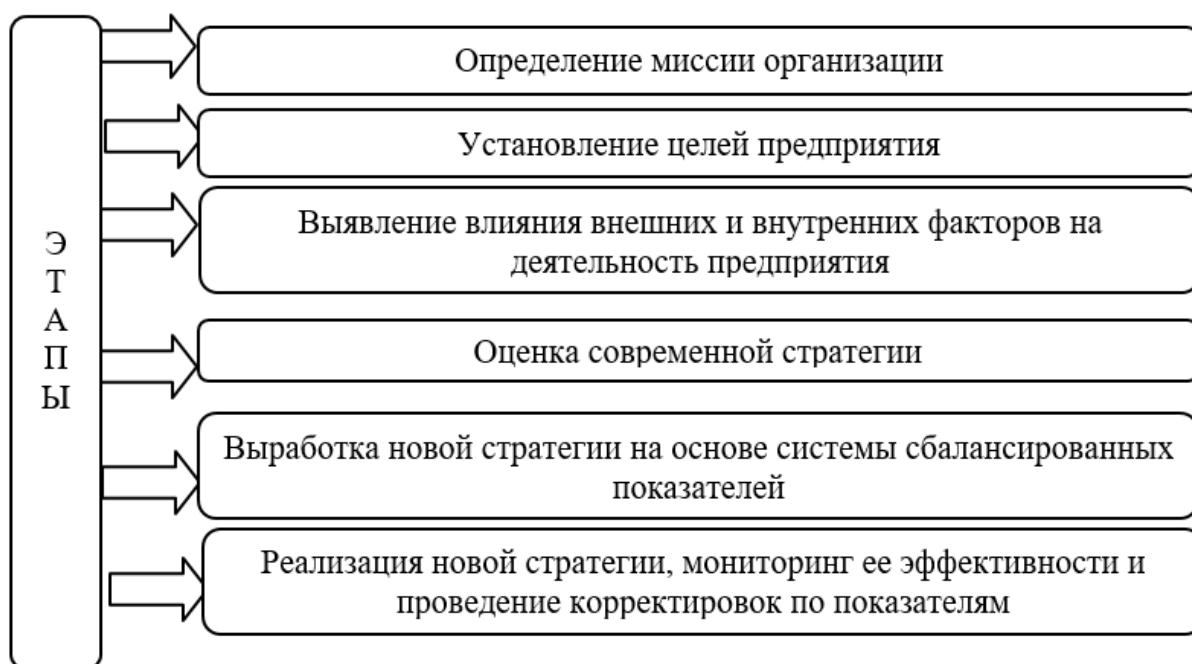 ЭТАПЫ
Определение миссии организации
Установление целей предприятия
Выявление влияния внешних и внутренних факторов на
деятельность предприятия
Оценка современной стратегии
Выработка новой стратегии на основе системы сбалансированных
показателей
Реализация новой стратегии, мониторинг ее эффективности и
проведение корректировок по показателям